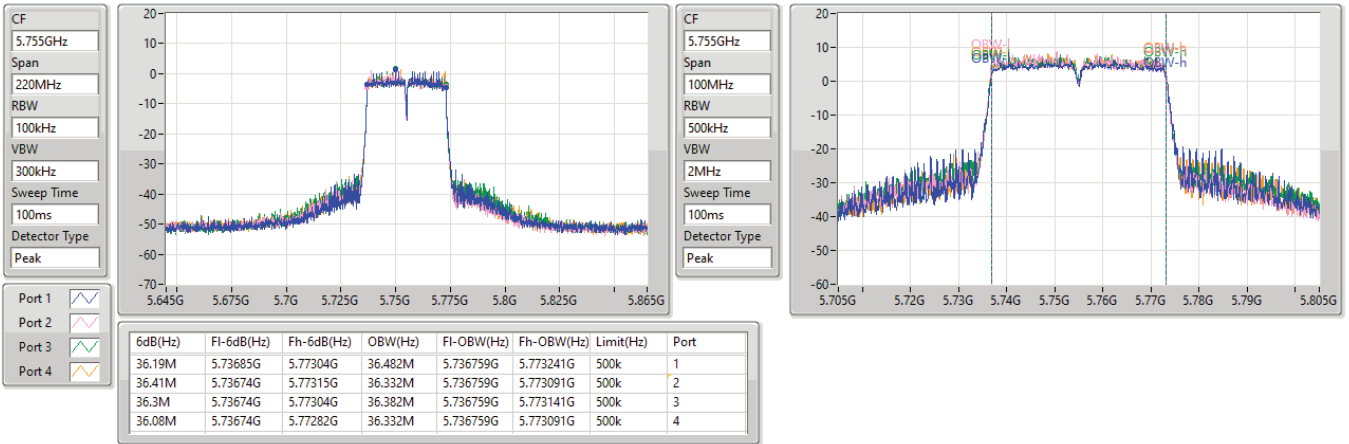 CF
5.755GHz
Span
220MHz
RBW
100kHz
VBW
300kHz
Sweep Time
100ms
Detector Type
Peak
20
10
0
-10
-20
-30
-40
-50
-60
-70
5.645G 5.675G 5.7G 5.725G 5.75G 5.775G 5.8G 5.825G 5.865G
CF
5.755GHz
Span
100MHz
RBW
500kHz
VBW
2MHz
Sweep Time
100ms
Detector Type
Peak
20
10
0
-10
-20
-30
-40
-50
-60
OBW-l OBW-h
OBW-h
5.705G 5.72G 5.73G 5.74G 5.75G 5.76G 5.77G 5.78G 5.79G 5.805G
Port 1
Port 2
Port 3
Port 4
6dB(Hz) Fl-6dB(Hz) Fh-6dB(Hz) OBW(Hz) Fl-OBW(Hz) Fh-OBW(Hz) Limit(Hz) Port
36.19M 5.73685G 5.77304G 36.482M 5.736759G 5.773241G 500k 1
36.41M 5.73674G 5.77315G 36.332M 5.736759G 5.773091G 500k 2
36.3M 5.73674G 5.77304G 36.382M 5.736759G 5.773141G 500k 3
36.08M 5.73674G 5.77282G 36.332M 5.736759G 5.773091G 500k 4